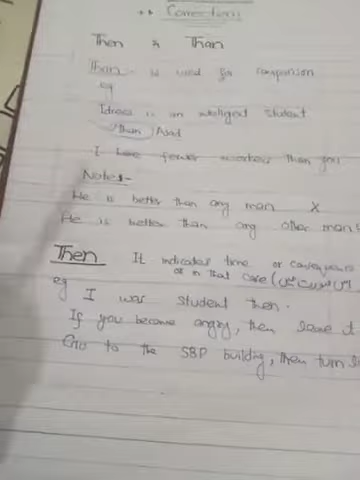 Corrections
Then & Than
Than - is used for comparison
eg
Idrees is an intelligent student
than Asad
I have fewer workers than you
Notes-
He is better than any man X
He is better than any other man
Then It indicates time or consequence
or in that case (
eg I was student then.
If you become angry, then leave it
Go to the SBP building, then turn